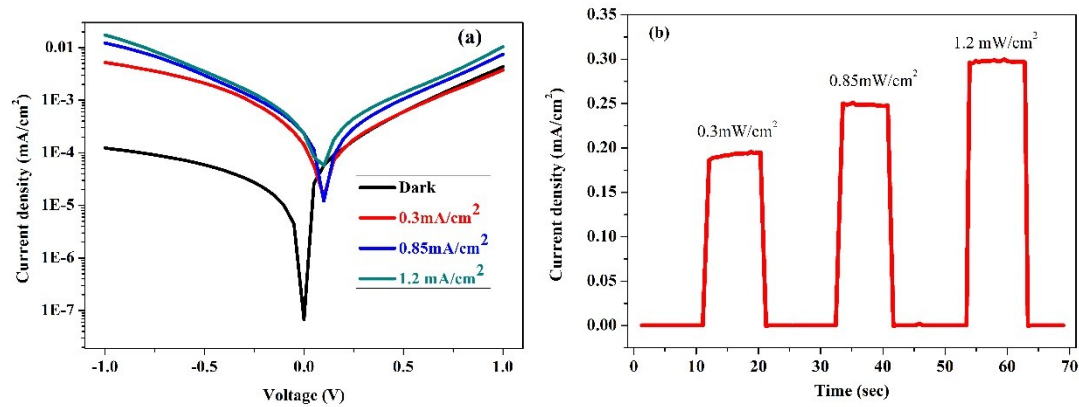 (a)
Current density (mA/cm²)
0.01
1E-3
1E-4
1E-5
1E-6
1E-7
Dark
0.3mA/cm²
0.85mA/cm²
1.2 mA/cm²
-1.0
-0.5
0.0
0.5
1.0
Voltage (V)
(b)
Current density (mA/cm²)
0.35
0.30
0.25
0.20
0.15
0.10
0.05
0.00
0.3mW/cm²
0.85mW/cm²
1.2 mW/cm²
0
10
20
30
40
50
60
70
Time (sec)